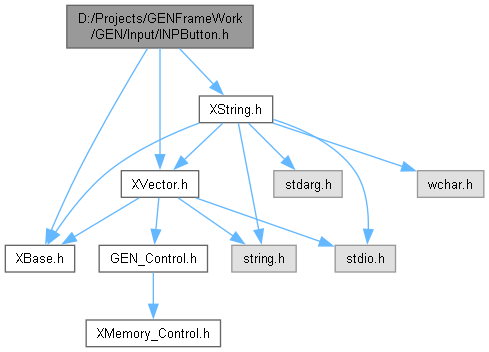 D:/Projects/GENFrameWork
/GEN/Input/INPButton.h
XString.h
XVector.h
stdarg.h
wchar.h
XBase.h
GEN_Control.h
string.h
stdio.h
XMemory_Control.h